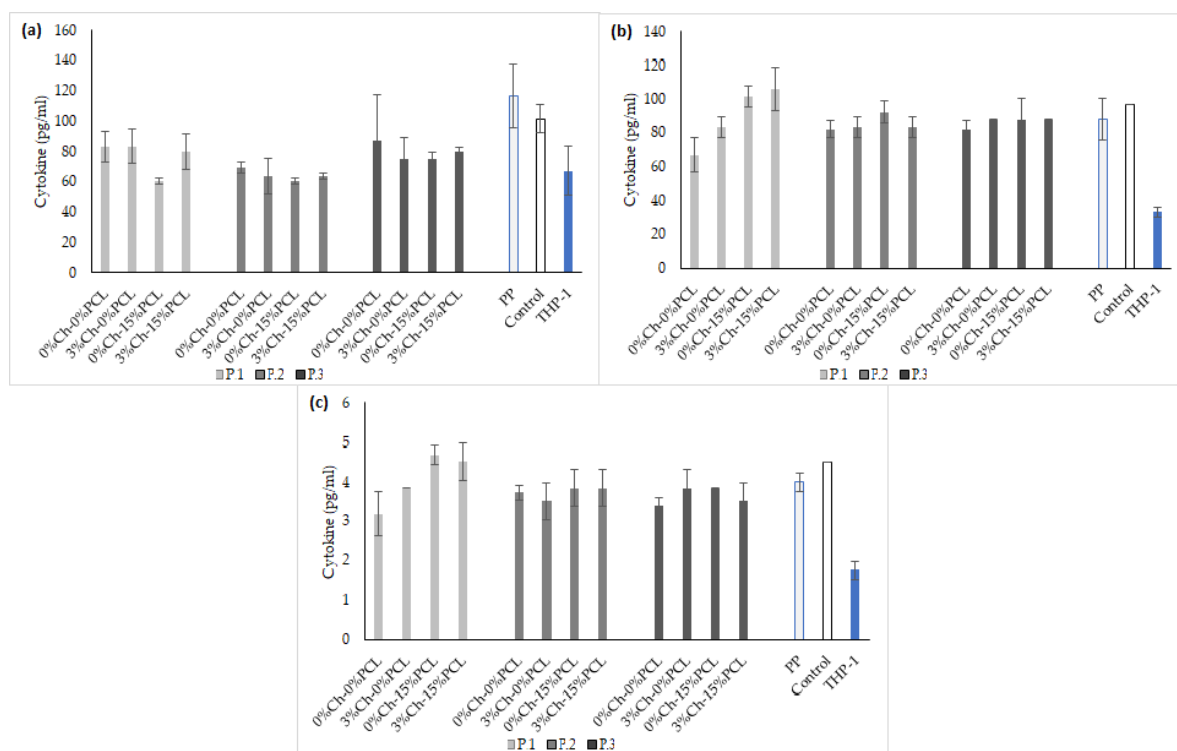 (a)
Cytokine (pg/ml)
160
140
120
100
80
60
40
20
0
0%Ch-0%PCL
3%Ch-0%PCL
0%Ch-15%PCL
3%Ch-15%PCL
0%Ch-0%PCL
3%Ch-0%PCL
0%Ch-15%PCL
3%Ch-15%PCL
0%Ch-0%PCL
3%Ch-0%PCL
0%Ch-15%PCL
3%Ch-15%PCL
PP
Control
THP-1
P.1 P.2 P.3
(b)
Cytokine (pg/ml)
140
120
100
80
60
40
20
0
0%Ch-0%PCL
3%Ch-0%PCL
0%Ch-15%PCL
3%Ch-15%PCL
0%Ch-0%PCL
3%Ch-0%PCL
0%Ch-15%PCL
3%Ch-15%PCL
0%Ch-0%PCL
3%Ch-0%PCL
0%Ch-15%PCL
3%Ch-15%PCL
PP
Control
THP-1
P.1 P.2 P.3
(c)
Cytokine (pg/ml)
6
5
4
3
2
1
0
0%Ch-0%PCL
3%Ch-0%PCL
0%Ch-15%PCL
3%Ch-15%PCL
0%Ch-0%PCL
3%Ch-0%PCL
0%Ch-15%PCL
3%Ch-15%PCL
0%Ch-0%PCL
3%Ch-0%PCL
0%Ch-15%PCL
3%Ch-15%PCL
PP
Control
THP-1
P.1 P.2 P.3